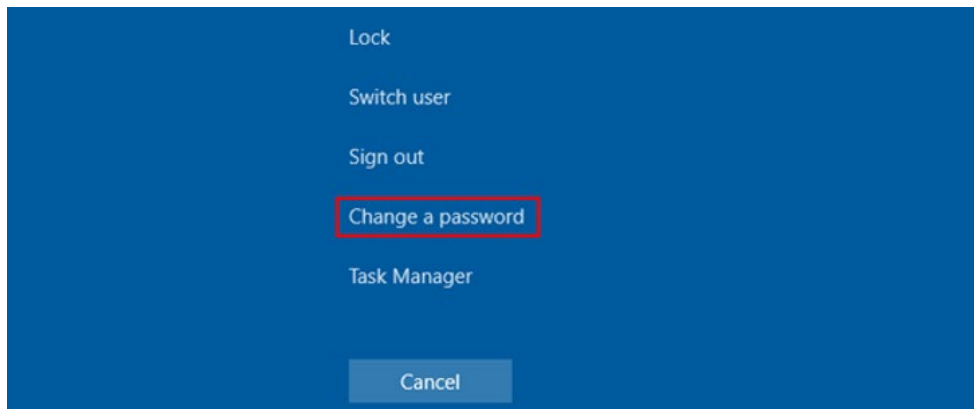 Lock
Switch user
Sign out
Change a password
Task Manager
Cancel